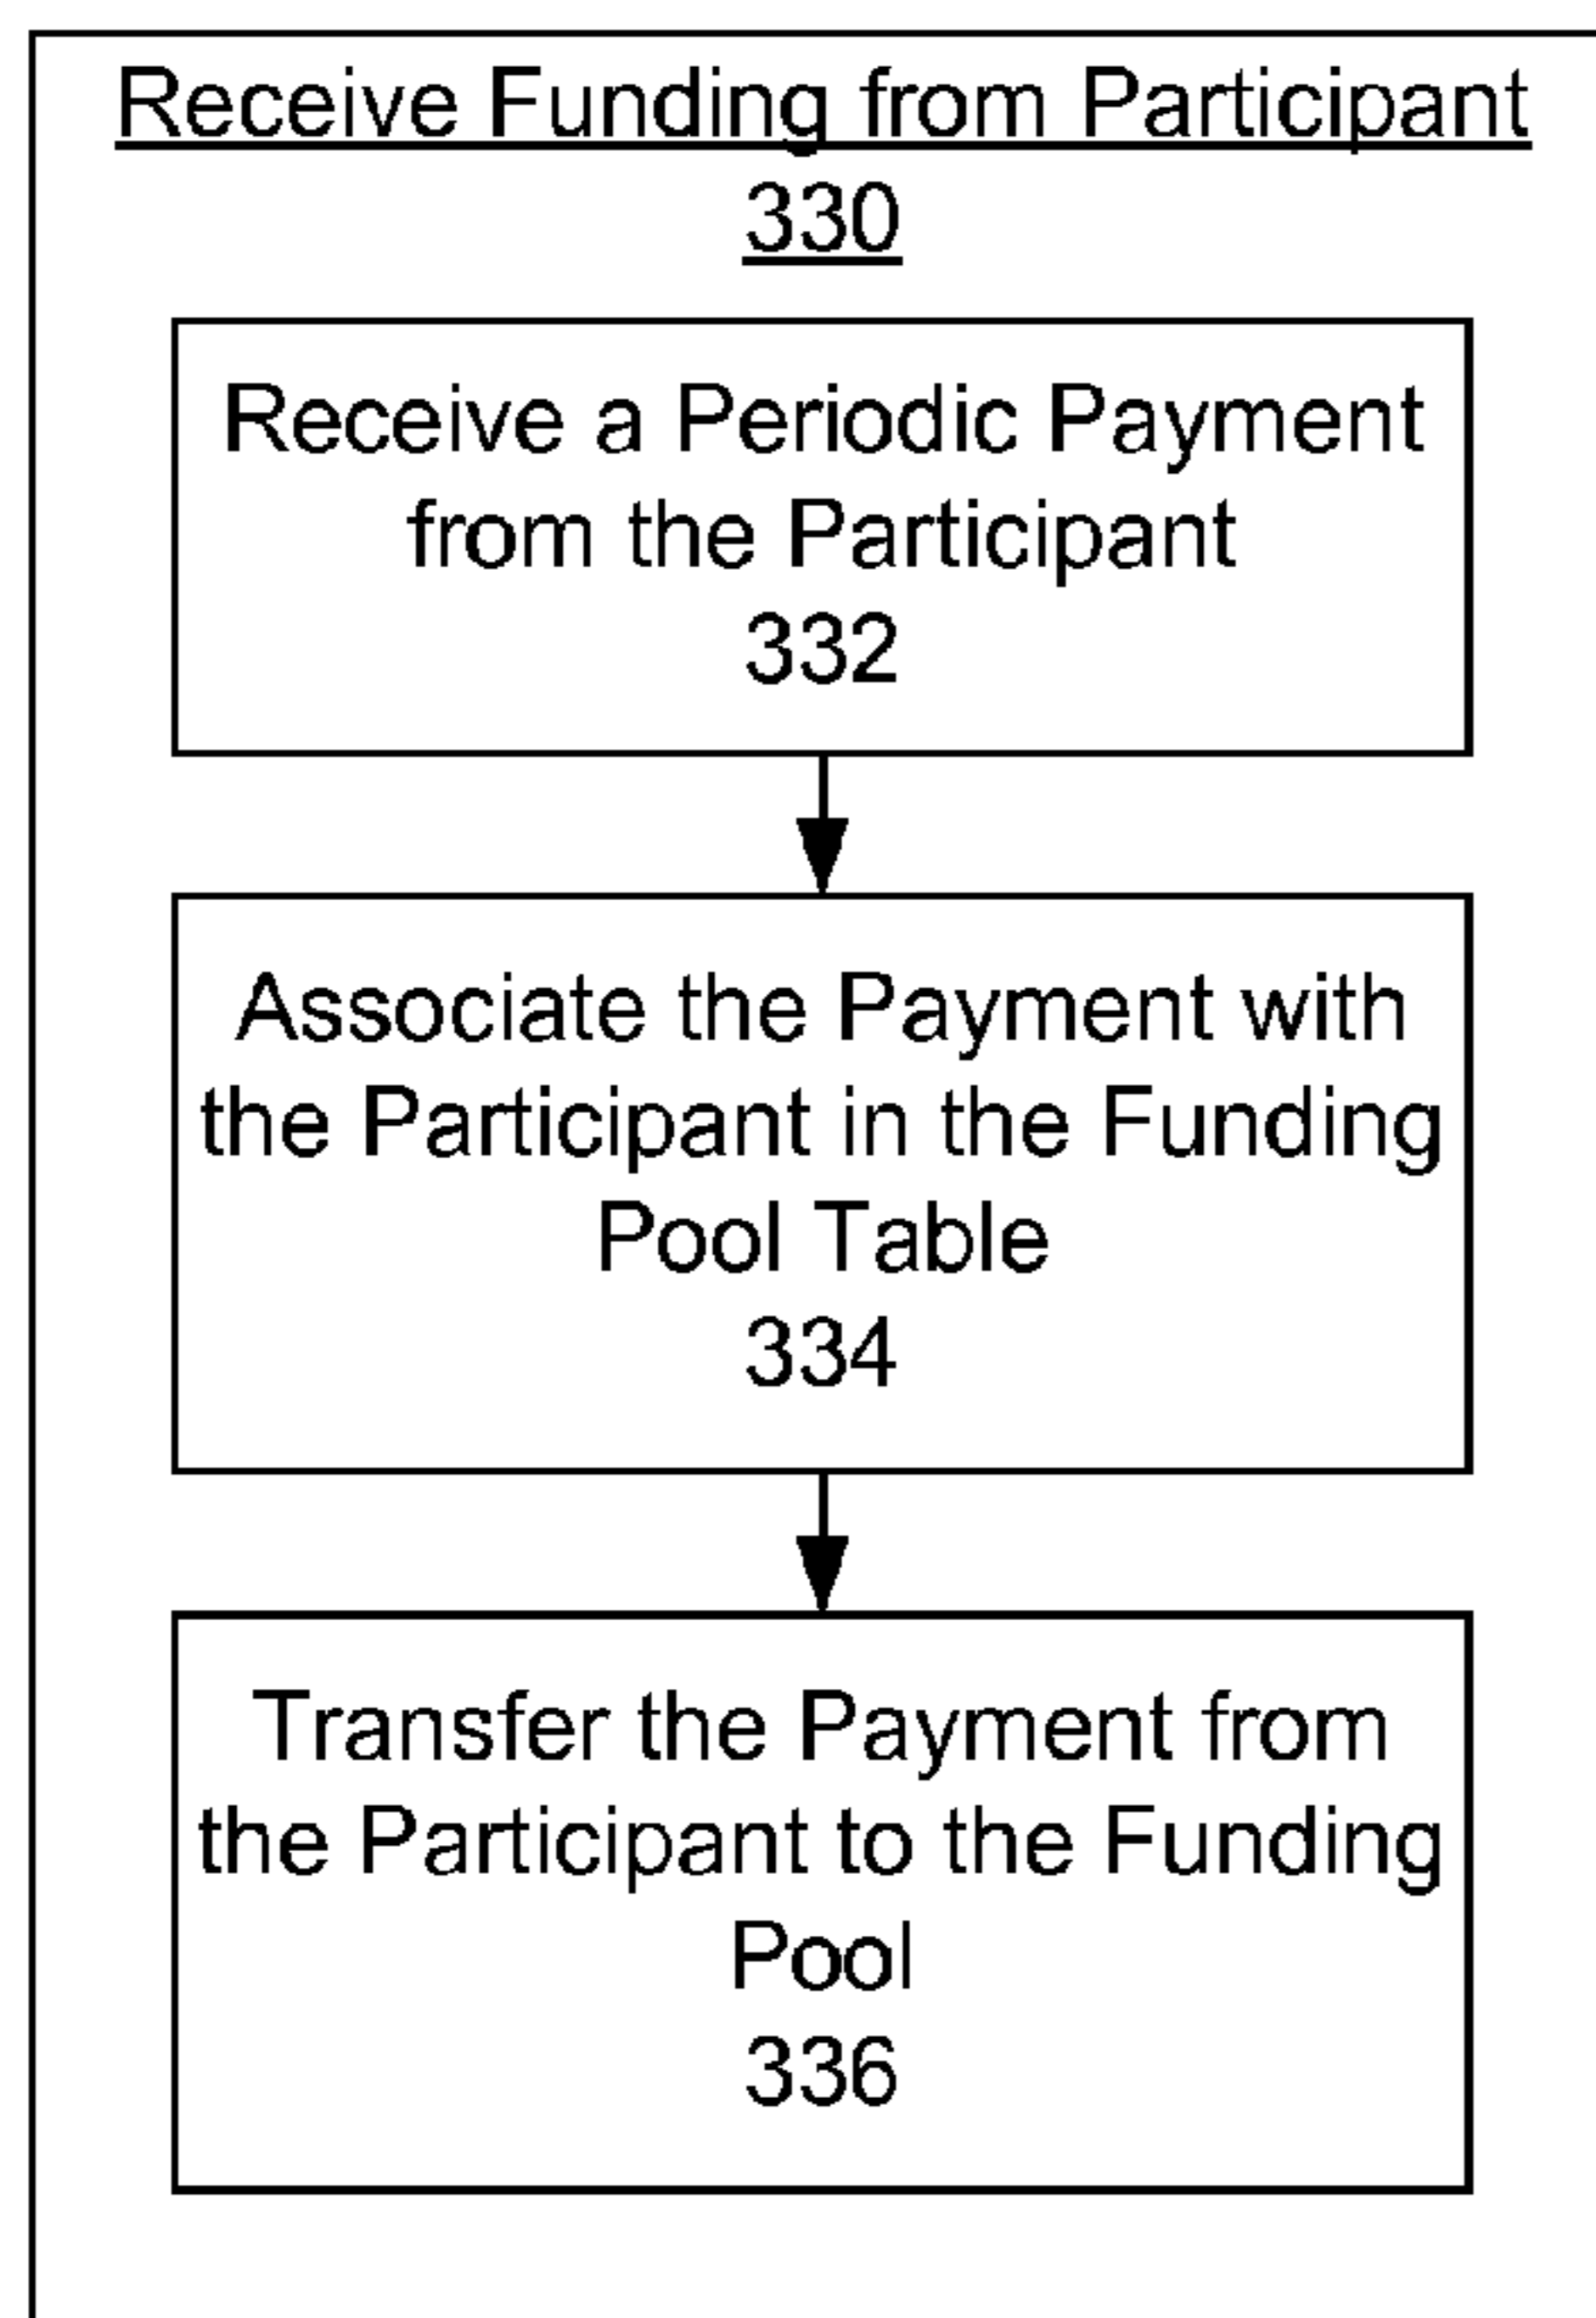 Receive Funding from Participant
330
Receive a Periodic Payment
from the Participant
332
Associate the Payment with
the Participant in the Funding
Pool Table
334
Transfer the Payment from
the Participant to the Funding
Pool
336